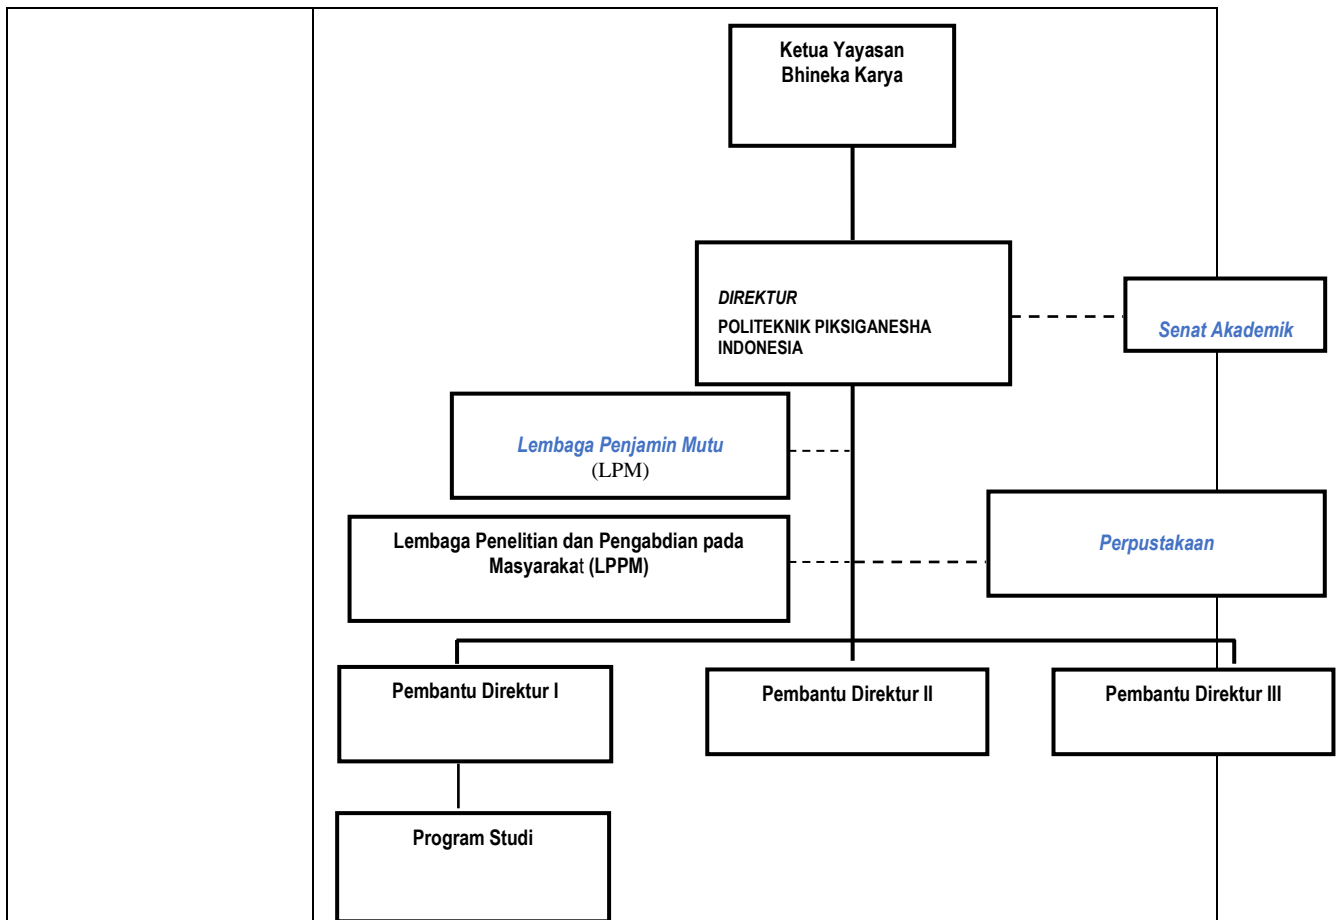 Ketua Yayasan
Bhineka Karya
DIREKTUR
POLITEKNIK PIKSIGANESHA
INDONESIA
Senat Akademik
Lembaga Penjamin Mutu
(LPM)
Lembaga Penelitian dan Pengabdian pada
Masyarakat (LPPM)
Perpustakaan
Pembantu Direktur I
Pembantu Direktur II
Pembantu Direktur III
Program Studi